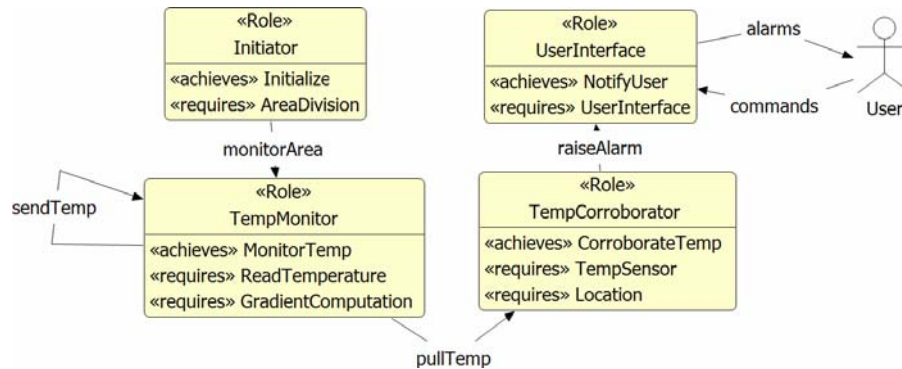 «Role»
Initiator
«achieves» Initialize
«requires» AreaDivision
«Role»
UserInterface
«achieves» NotifyUser
«requires» UserInterface
alarms
commands
User
monitorArea
raiseAlarm
sendTemp
«Role»
TempMonitor
«achieves» MonitorTemp
«requires» ReadTemperature
«requires» GradientComputation
«Role»
TempCorroborator
«achieves» CorroborateTemp
«requires» TempSensor
«requires» Location
pullTemp